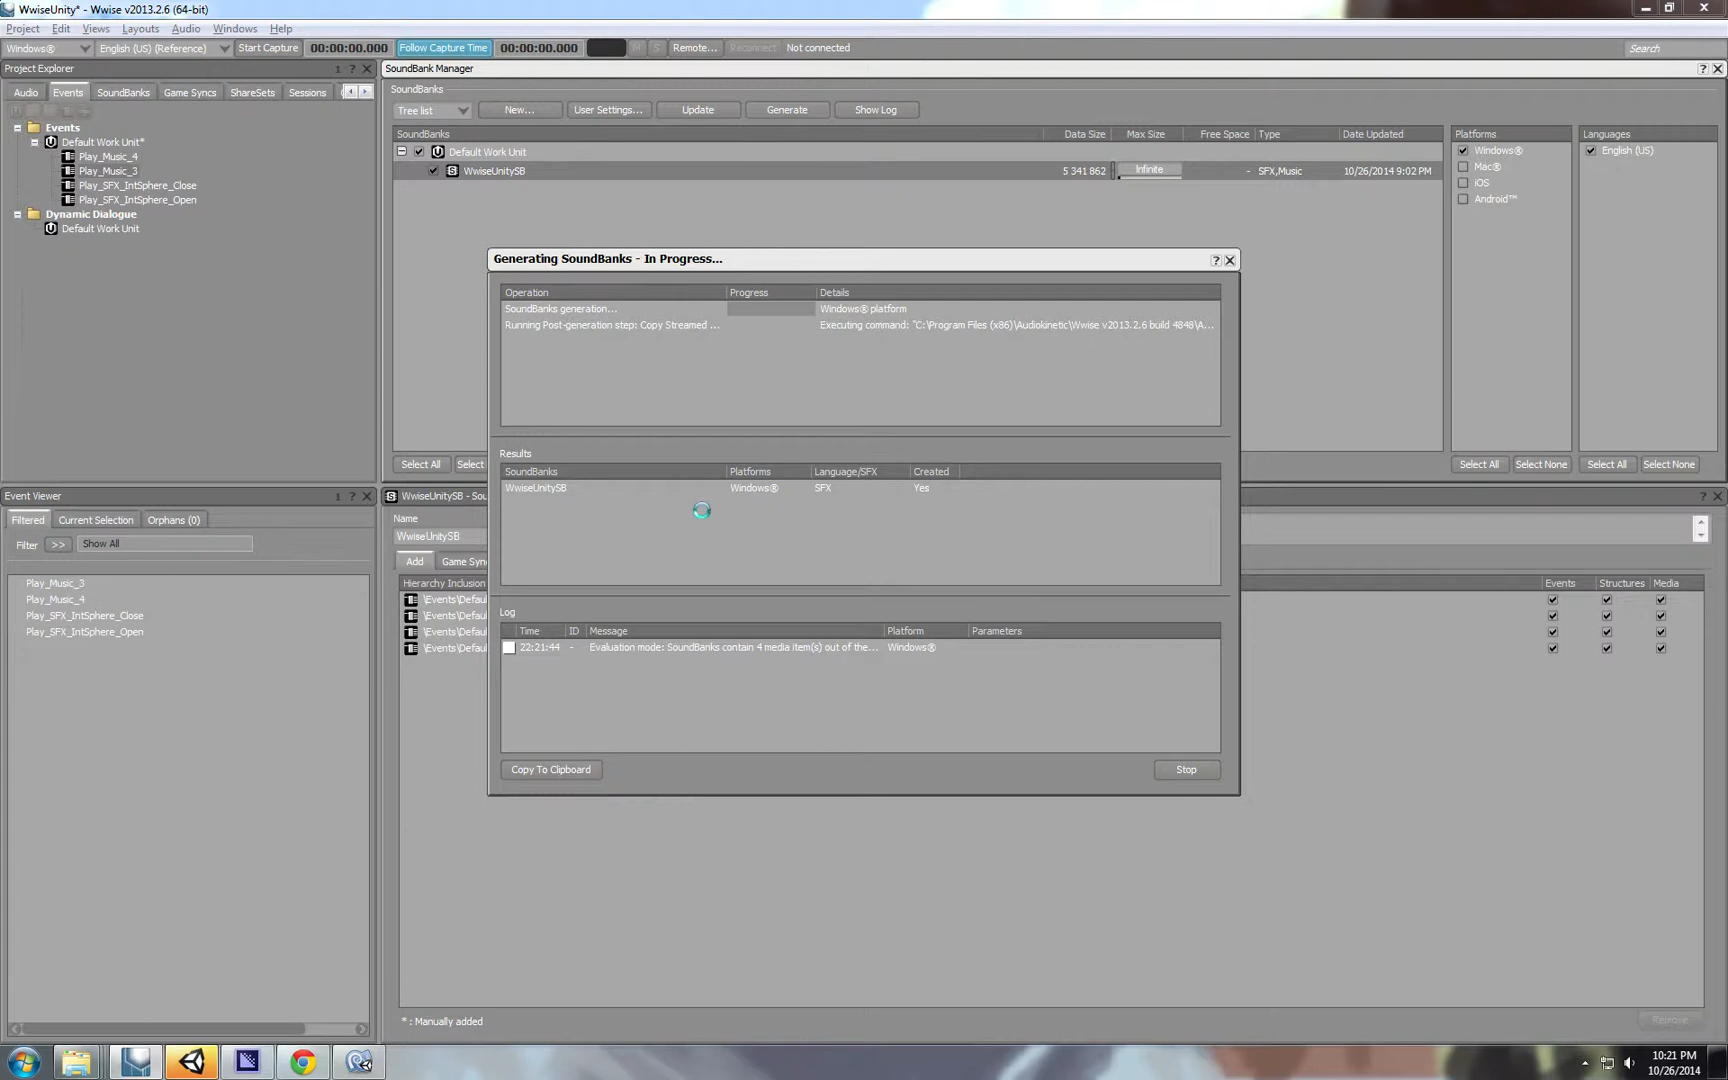 WwiseUnity* - Wwise v2013.2.6 (64-bit)
Project Edit Views Layouts Audio Windows Help
Windows® English (US) (Reference) Start Capture 00:00:00.000 Follow Capture Time 00:00:00.000 M S Remote... Reconnect Not connected Search
Project Explorer 1 ?
SoundBank Manager ?
Audio Events SoundBanks Game Syncs ShareSets Sessions
SoundBanks
Tree list New... User Settings... Update Generate Show Log
SoundBanks Data Size Max Size Free Space Type Date Updated Platforms Languages
Default Work Unit
WwiseUnitySB 5 341 862 Infinite - SFX,Music 10/26/2014 9:02 PM
Windows®
Mac®
iOS
Android™
English (US)
Events
Default Work Unit*
Play_Music_4
Play_Music_3
Play_SFX_IntSphere_Close
Play_SFX_IntSphere_Open
Dynamic Dialogue
Default Work Unit
Select All Select
Select All Select None Select All Select None
Generating SoundBanks - In Progress... ?
Operation Progress Details
SoundBanks generation... Windows® platform
Running Post-generation step: Copy Streamed ... Executing command: "C:\Program Files (x86)\Audiokinetic\Wwise v2013.2.6 build 4848\A...
Results
SoundBanks Platforms Language/SFX Created
WwiseUnitySB Windows® SFX Yes
Log
Time ID Message Platform Parameters
22:21:44 - Evaluation mode: SoundBanks contain 4 media item(s) out of the... Windows®
Copy To Clipboard Stop
Event Viewer 1 ?
Filtered Current Selection Orphans (0)
Filter >> Show All
Play_Music_3
Play_Music_4
Play_SFX_IntSphere_Close
Play_SFX_IntSphere_Open
WwiseUnitySB - Sou ?
Name
WwiseUnitySB
Add Game Syn
Hierarchy Inclusion Events Structures Media
\Events\Defau
\Events\Defau
\Events\Defau
\Events\Defau
* : Manually added
Remove
10:21 PM
10/26/2014